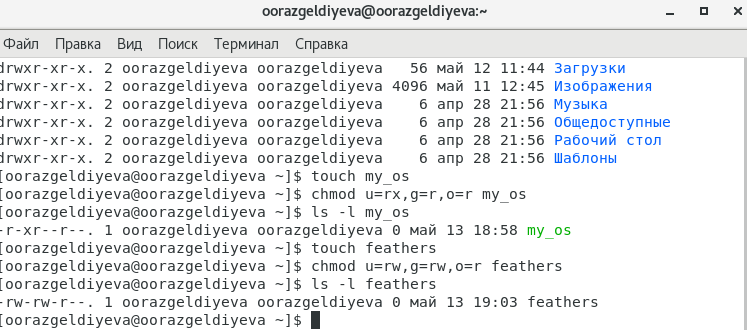 oorazgeldiyeva@oorazgeldiyeva:~
Файл Правка Вид Поиск Терминал Справка
drwxr-xr-x. 2 oorazgeldiyeva oorazgeldiyeva 56 май 12 11:44 Загрузки
drwxr-xr-x. 2 oorazgeldiyeva oorazgeldiyeva 4096 май 11 12:45 Изображения
drwxr-xr-x. 2 oorazgeldiyeva oorazgeldiyeva 6 апр 28 21:56 Музыка
drwxr-xr-x. 2 oorazgeldiyeva oorazgeldiyeva 6 апр 28 21:56 Общедоступные
drwxr-xr-x. 2 oorazgeldiyeva oorazgeldiyeva 6 апр 28 21:56 Рабочий стол
drwxr-xr-x. 2 oorazgeldiyeva oorazgeldiyeva 6 апр 28 21:56 Шаблоны
[oorazgeldiyeva@oorazgeldiyeva ~]$ touch my_os
[oorazgeldiyeva@oorazgeldiyeva ~]$ chmod u=rx,g=r,o=r my_os
[oorazgeldiyeva@oorazgeldiyeva ~]$ ls -l my_os
-r-xr--r--. 1 oorazgeldiyeva oorazgeldiyeva 0 май 13 18:58 my_os
[oorazgeldiyeva@oorazgeldiyeva ~]$ touch feathers
[oorazgeldiyeva@oorazgeldiyeva ~]$ chmod u=rw,g=rw,o=r feathers
[oorazgeldiyeva@oorazgeldiyeva ~]$ ls -l feathers
-rw-rw-r--. 1 oorazgeldiyeva oorazgeldiyeva 0 май 13 19:03 feathers
[oorazgeldiyeva@oorazgeldiyeva ~]$